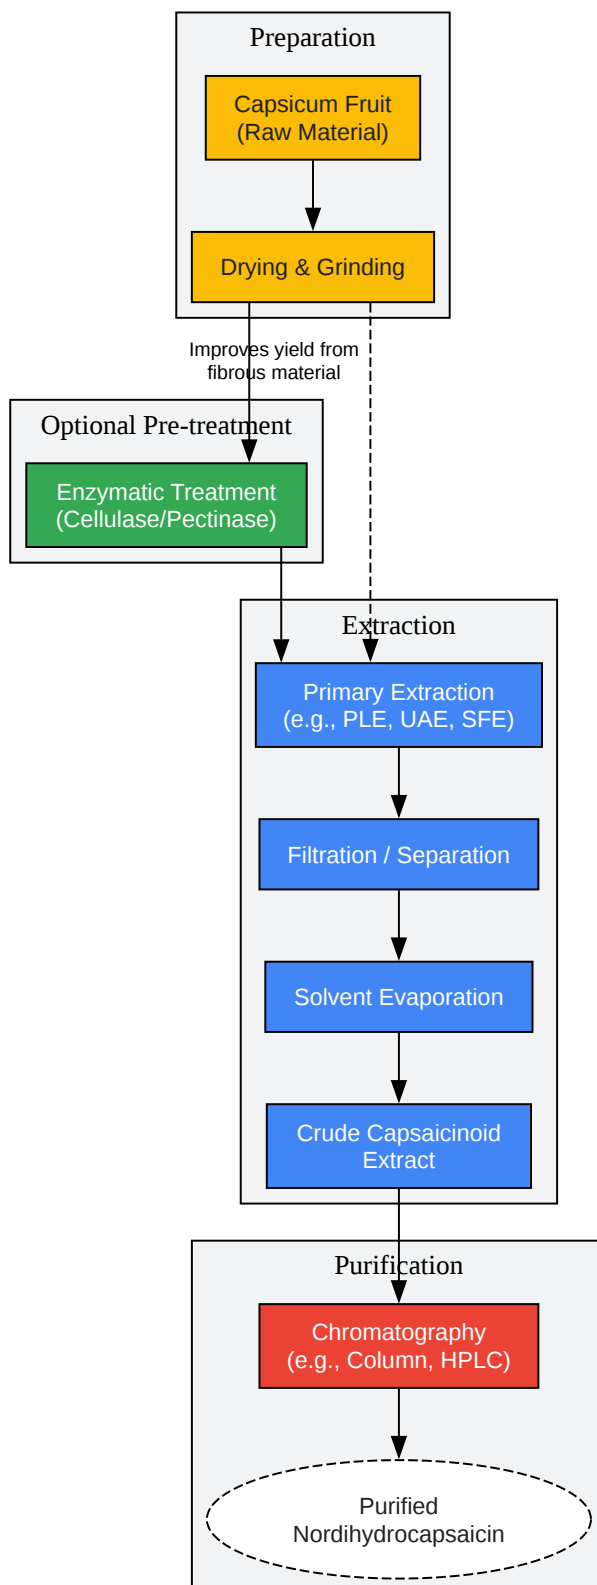 Preparation
Capsicum Fruit
(Raw Material)
Drying & Grinding
Improves yield from
fibrous material
Optional Pre-treatment
Enzymatic Treatment
(Cellulase/Pectinase)
Extraction
Primary Extraction
(e.g., PLE, UAE, SFE)
Filtration / Separation
Solvent Evaporation
Crude Capsaicinoid
Extract
Purification
Chromatography
(e.g., Column, HPLC)
Purified
Nordihydrocapsaicin